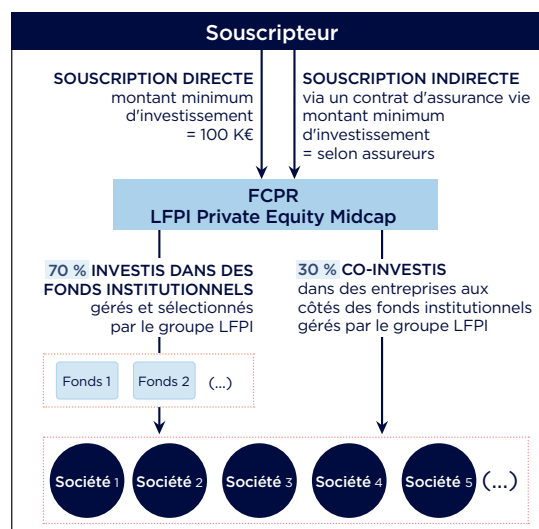 Souscripteur
SOUSCRIPTION DIRECTE
montant minimum
d'investissement
= 100 K€
SOUSCRIPTION INDIRECTE
via un contrat d'assurance vie
montant minimum
d'investissement
= selon assureurs
FCPR
LFPI Private Equity Midcap
70 % INVESTIS DANS DES
FONDS INSTITUTIONNELS
gérés et sélectionnés
par le groupe LFPI
30 % CO-INVESTIS
dans des entreprises aux
côtés des fonds institutionnels
gérés par le groupe LFPI
Fonds 1 Fonds 2 (...)
Société 1 Société 2 Société 3 Société 4 Société 5 (...)